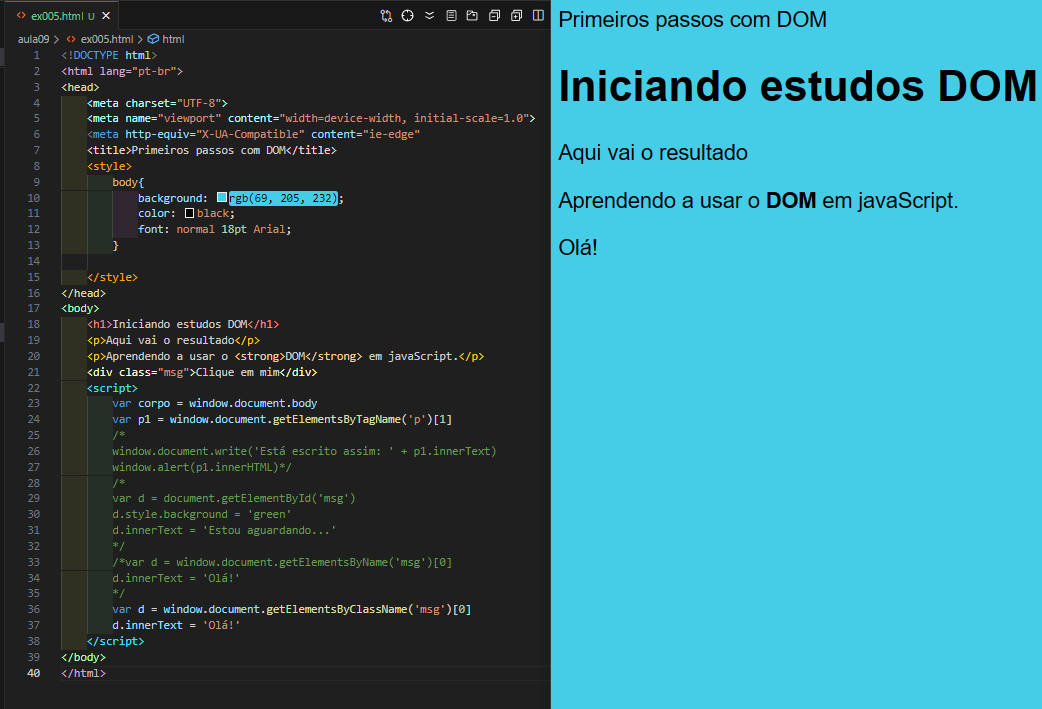 ex005.html U
aula09 > ex005.html > html
1 <!DOCTYPE html>
2 <html lang="pt-br">
3 <head>
4 <meta charset="UTF-8">
5 <meta name="viewport" content="width=device-width, initial-scale=1.0">
6 <meta http-equiv="X-UA-Compatible" content="ie-edge"
7 <title>Primeiros passos com DOM</title>
8 <style>
9 body{
10 background: rgb(69, 205, 232);
11 color: black;
12 font: normal 18pt Arial;
13 }
14
15 </style>
16 </head>
17 <body>
18 <h1>Iniciando estudos DOM</h1>
19 <p>Aqui vai o resultado</p>
20 <p>Aprendendo a usar o <strong>DOM</strong> em javaScript.</p>
21 <div class="msg">Clique em mim</div>
22 <script>
23 var corpo = window.document.body
24 var p1 = window.document.getElementsByTagName('p')[1]
25 /*
26 window.document.write('Está escrito assim: ' + p1.innerText)
27 window.alert(p1.innerHTML)*/
28 /*
29 var d = document.getElementById('msg')
30 d.style.background = 'green'
31 d.innerText = 'Estou aguardando...'
32 */
33 /*var d = window.document.getElementsByName('msg')[0]
34 d.innerText = 'Olá!'
35 */
36 var d = window.document.getElementsByClassName('msg')[0]
37 d.innerText = 'Olá!'
38 </script>
39 </body>
40 </html>
Primeiros passos com DOM
Iniciando estudos DOM
Aqui vai o resultado
Aprendendo a usar o DOM em javaScript.
Olá!